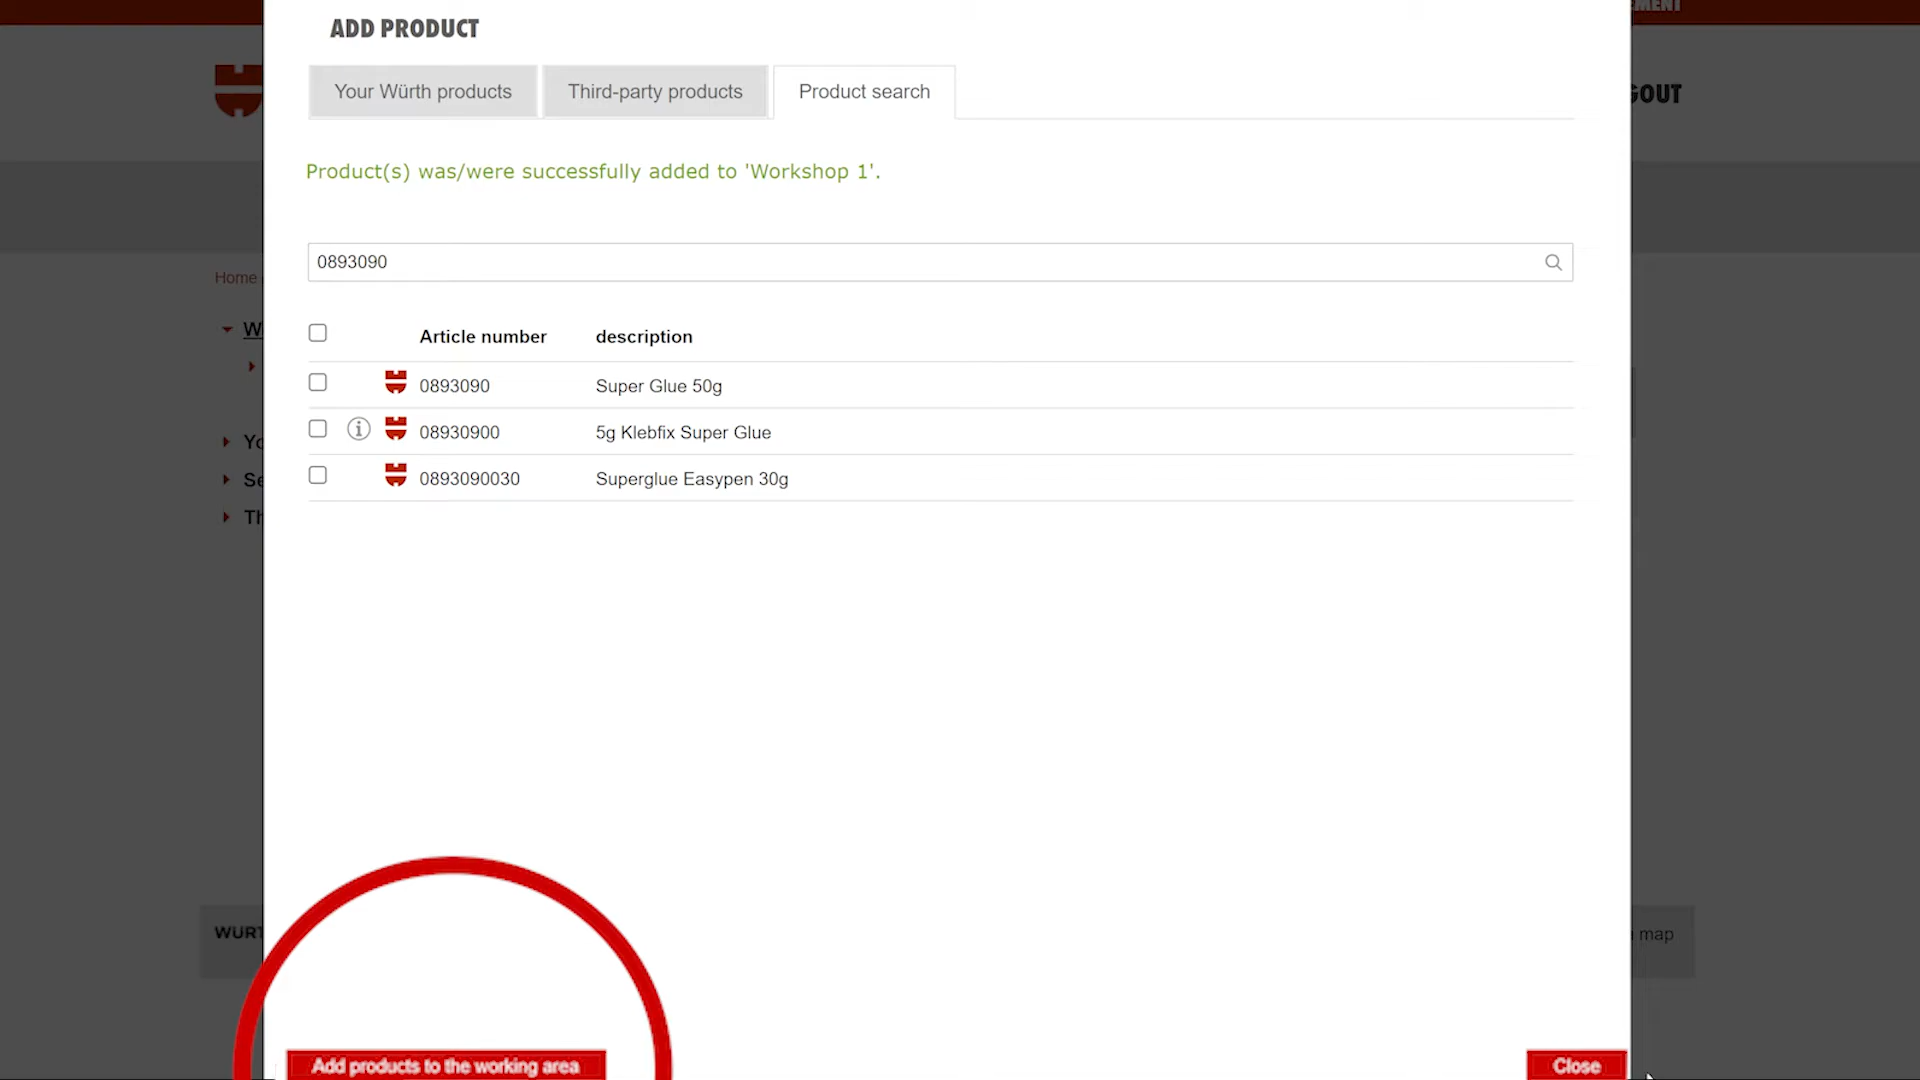 ADD PRODUCT
GOUT
Your Würth products Third-party products Product search
Product(s) was/were successfully added to 'Workshop 1'.
0893090
Home
Article number description
0893090 Super Glue 50g
08930900 5g Klebfix Super Glue
0893090030 Superglue Easypen 30g
map
Add products to the working area
Close